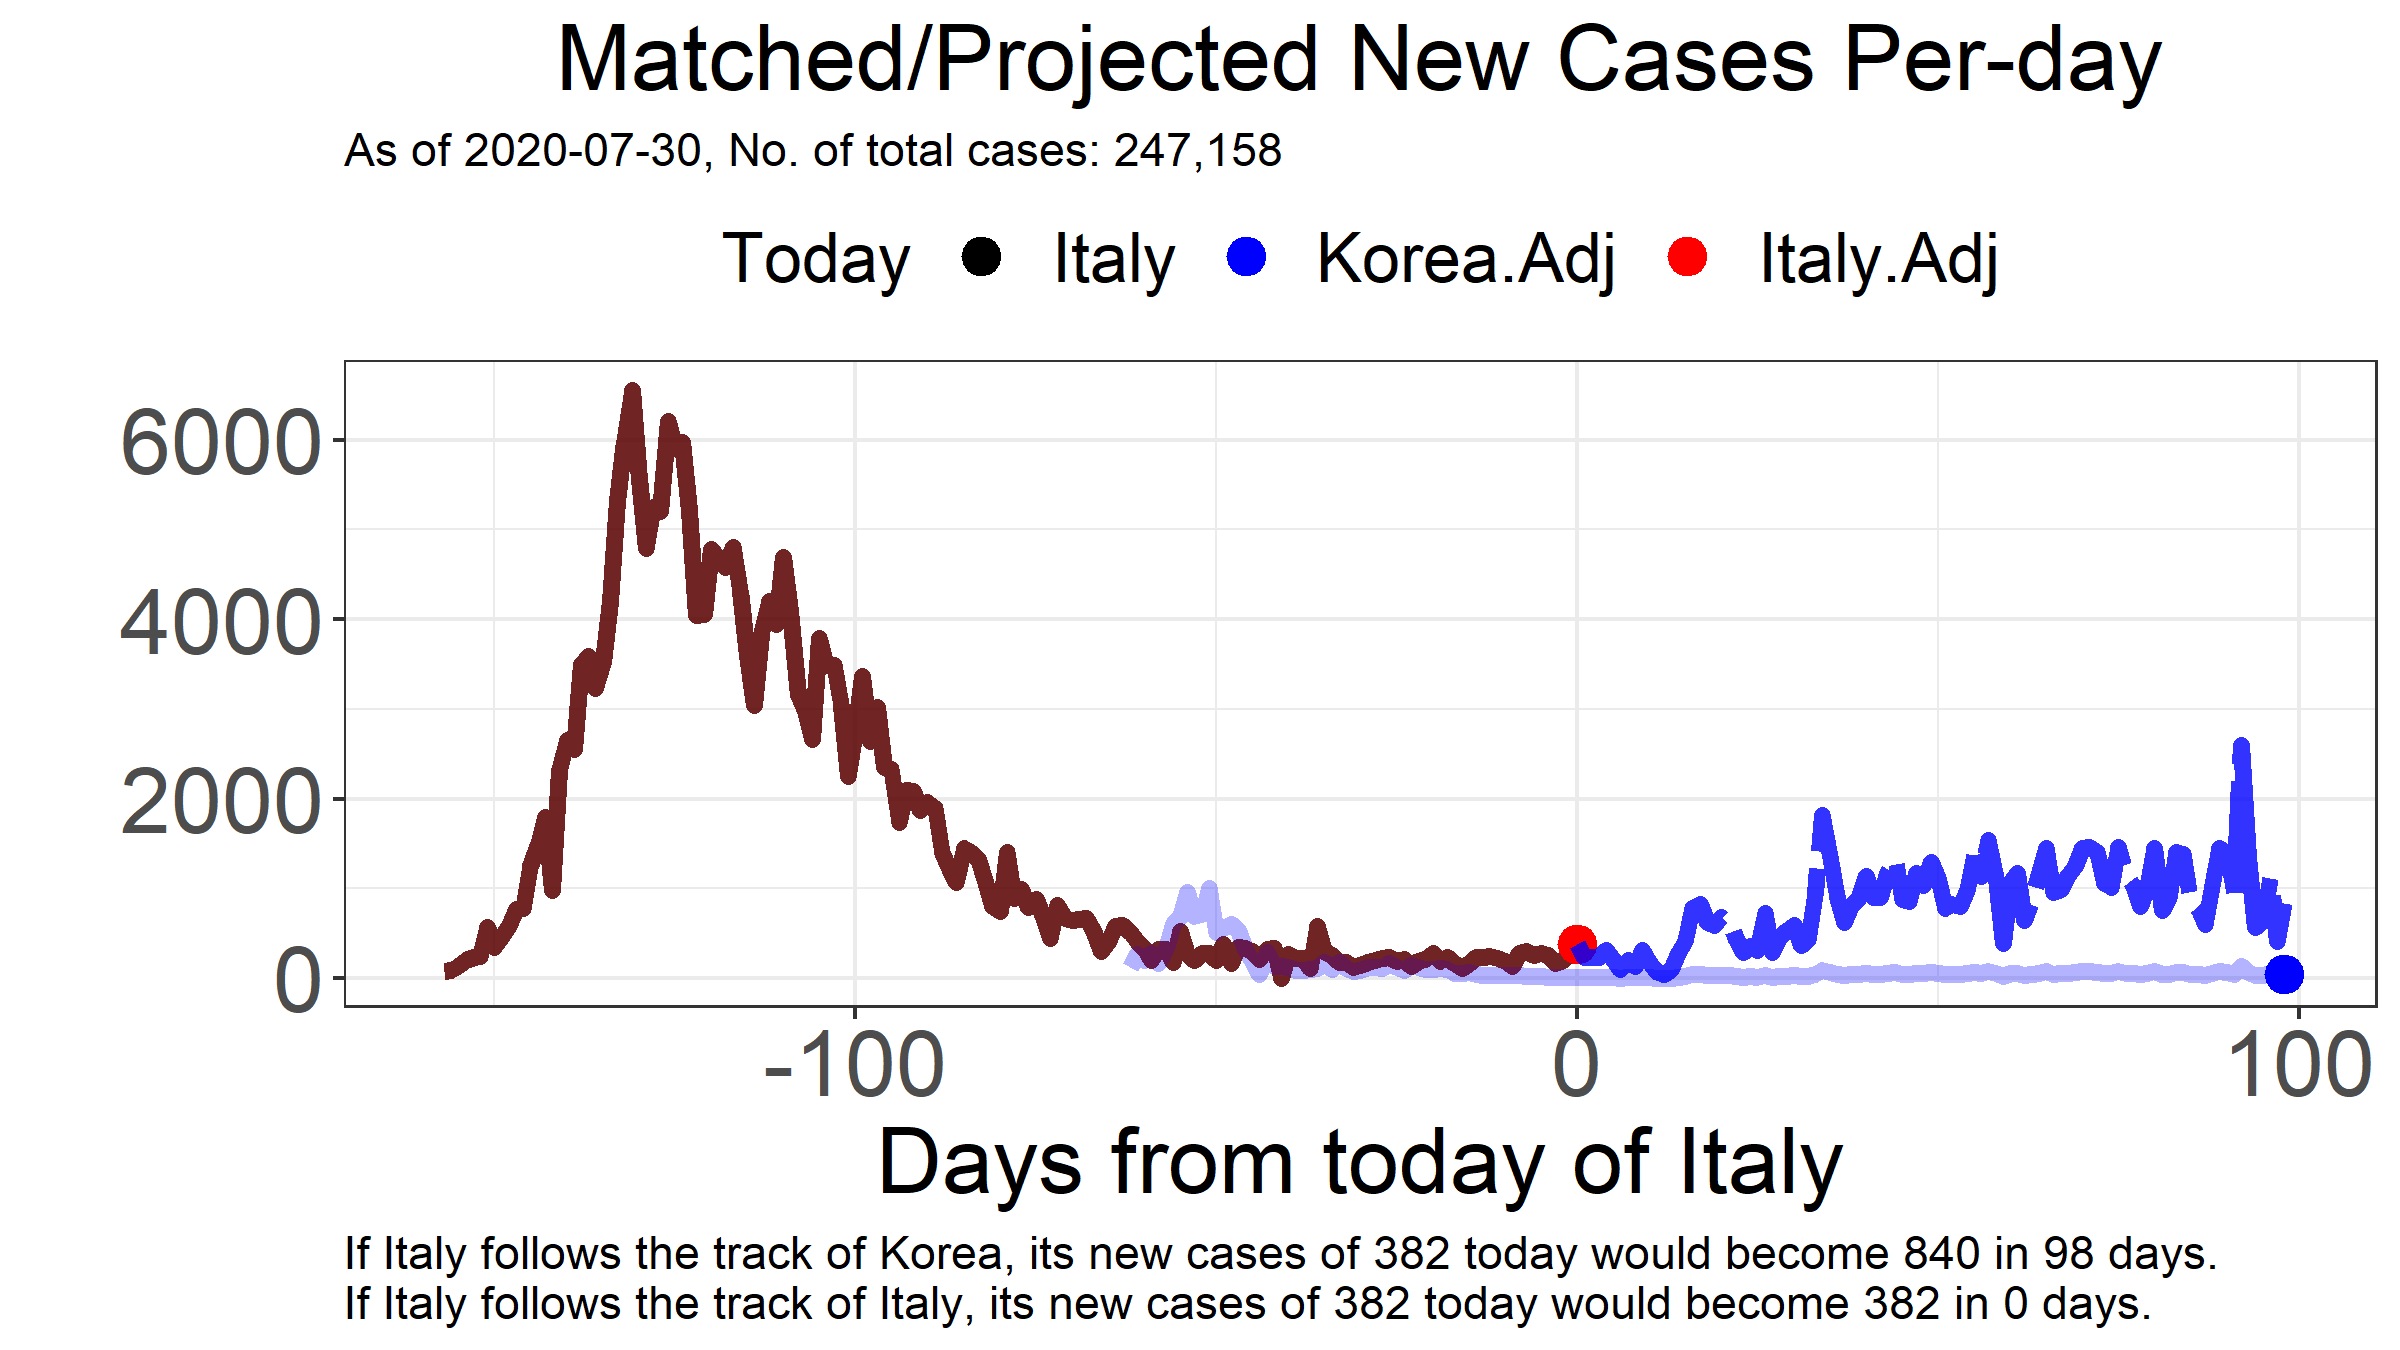 Matched/Projected New Cases Per-day
As of 2020-07-30, No. of total cases: 247,158
Today Italy Korea.Adj Italy.Adj
6000
4000
2000
0
-100 0 100
Days from today of Italy
If Italy follows the track of Korea, its new cases of 382 today would become 840 in 98 days.
If Italy follows the track of Italy, its new cases of 382 today would become 382 in 0 days.